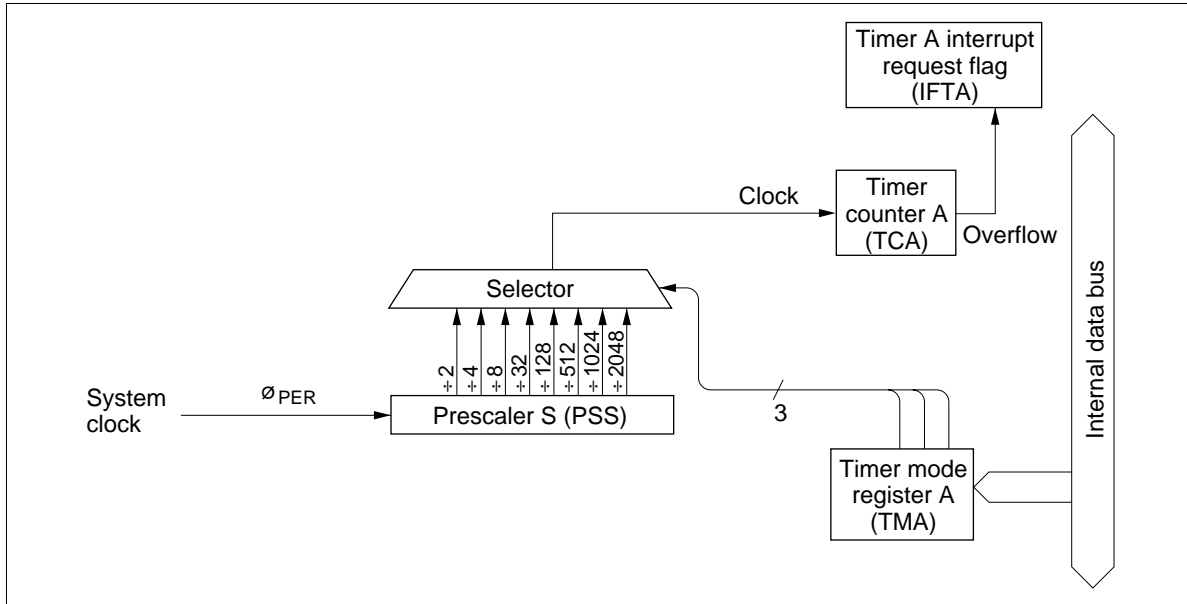 Timer A interrupt
request flag
(IFTA)
Clock
Timer
counter A
(TCA)
Overflow
Selector
÷2
÷4
÷8
÷32
÷128
÷512
÷1024
÷2048
System
clock
ø PER
Prescaler S (PSS)
3
Timer mode
register A
(TMA)
Internal data bus